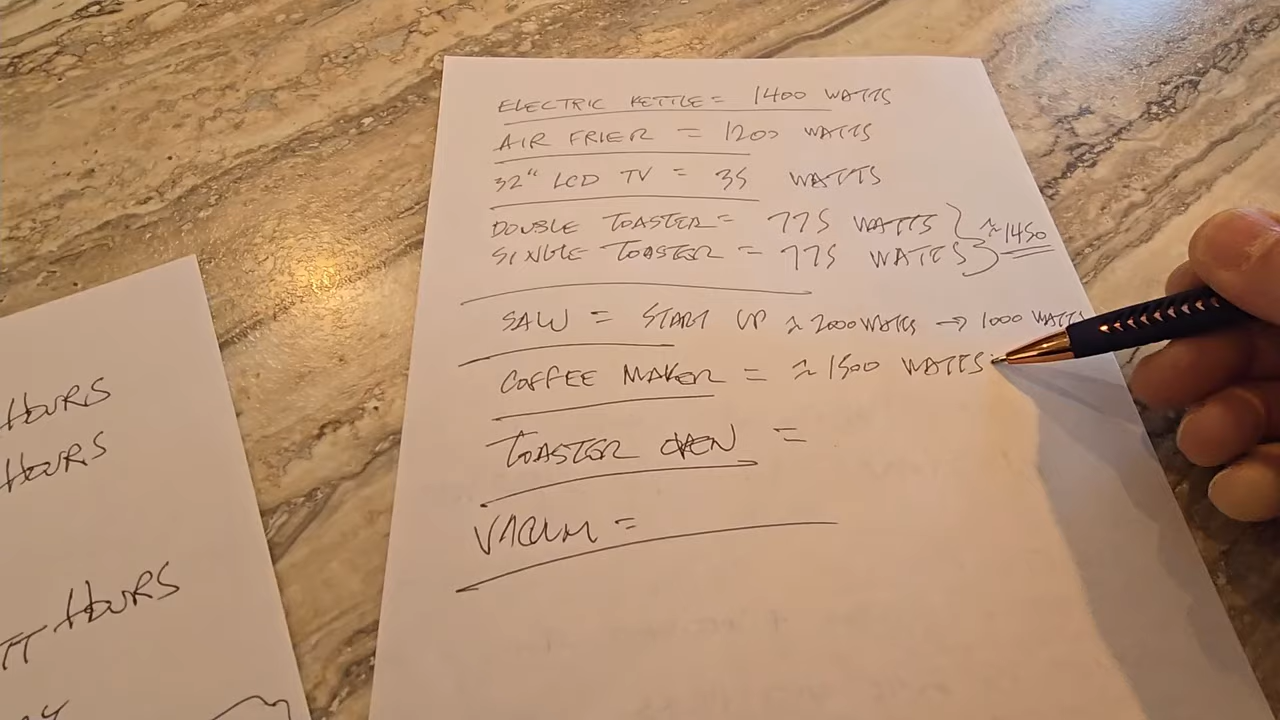 ELECTRIC KETTLE = 1400 WATTS
AIR FRIER = 1200 WATTS
32" LCD TV = 35 WATTS
DOUBLE TOASTER = 775 WATTS
SINGLE TOASTER = 775 WATTS
≈ 1450
SAW = START UP ≈ 2000 WATTS → 1000 WATTS
COFFEE MAKER = ≈ 1500 WATTS
TOASTER OVEN =
VACUM =
HOURS
HOURS
TT HOURS